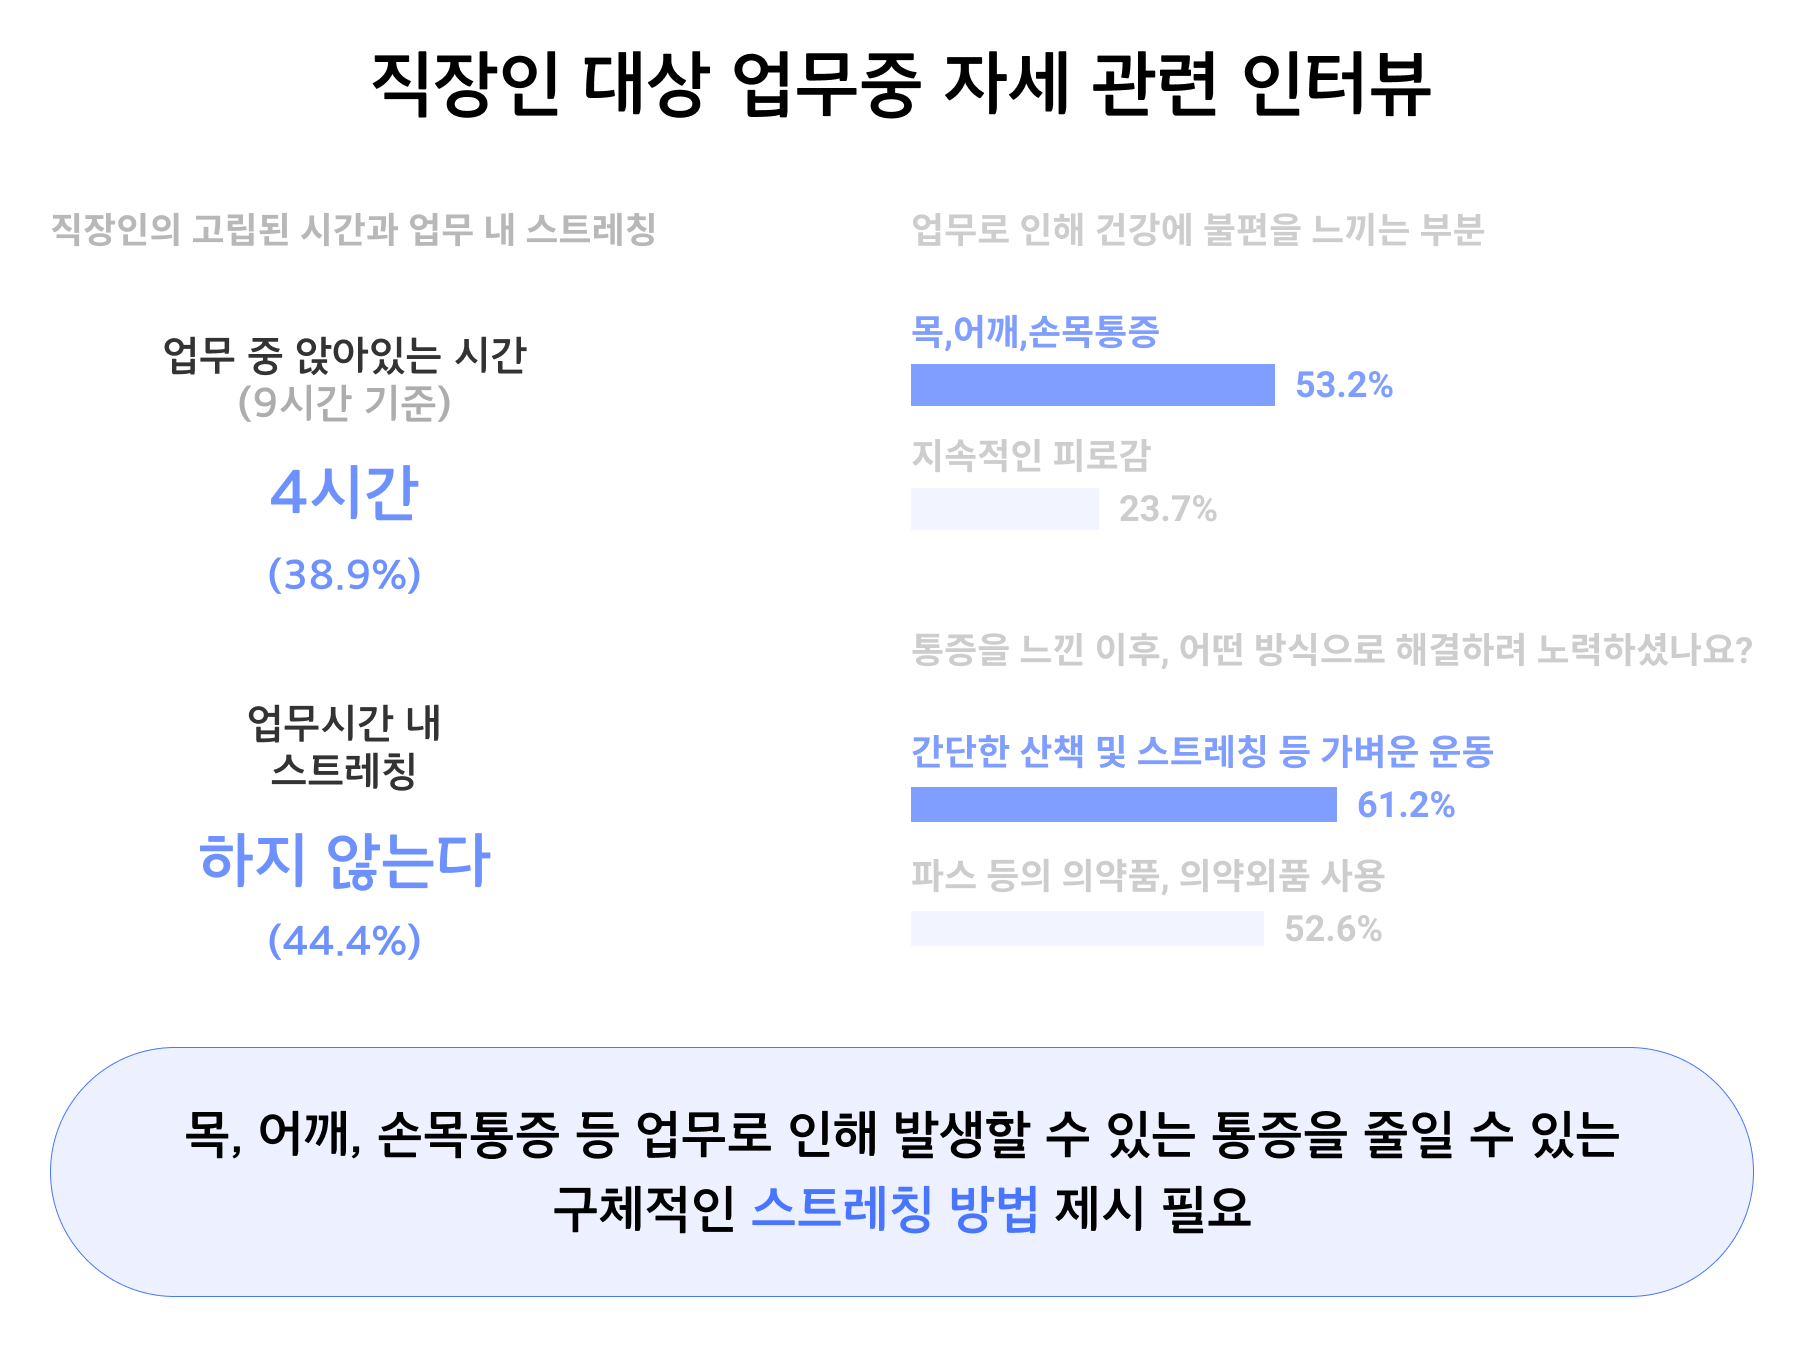 직장인 대상 업무중 자세 관련 인터뷰
직장인의 고립된 시간과 업무 내 스트레칭
업무 중 앉아있는 시간
(9시간 기준)
4시간
(38.9%)
업무시간 내
스트레칭
하지 않는다
(44.4%)
업무로 인해 건강에 불편을 느끼는 부분
목,어깨,손목통증
53.2%
지속적인 피로감
23.7%
통증을 느낀 이후, 어떤 방식으로 해결하려 노력하셨나요?
간단한 산책 및 스트레칭 등 가벼운 운동
61.2%
파스 등의 의약품, 의약외품 사용
52.6%
목, 어깨, 손목통증 등 업무로 인해 발생할 수 있는 통증을 줄일 수 있는
구체적인 스트레칭 방법 제시 필요